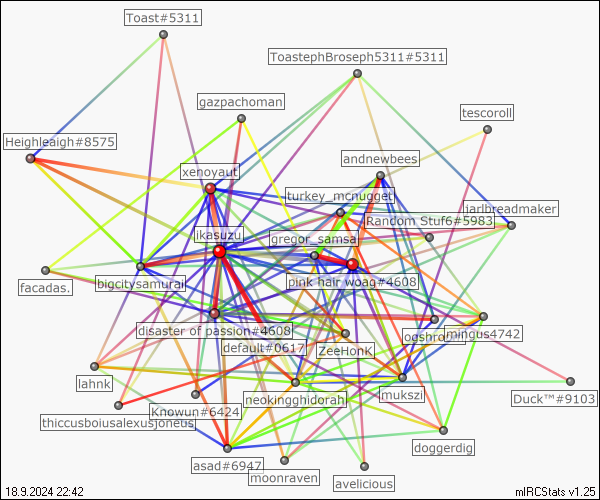 Toast#5311
ToastephBroseph5311#5311
gazpachoman
tescoroll
Heighleigh#8575
andnewbees
xenoyaut
turkey_mcnugget
jarlbreadmaker
Random Stuf6#5983
ikasuzu
gregor_samsa
facadas.
bigcitysamurai
pink hair woag#4608
disaster of passion#4608
mingus4742
default#0617
ZeeHonk
lahnk
neokingghidorah
mukszi
Duck™#9103
Knowun#6424
thiccusboiusalexusjoneus
doggerdig
asad#6947
moonraven
avelicious
18.9.2024 22:42
mIRCStats v1.25